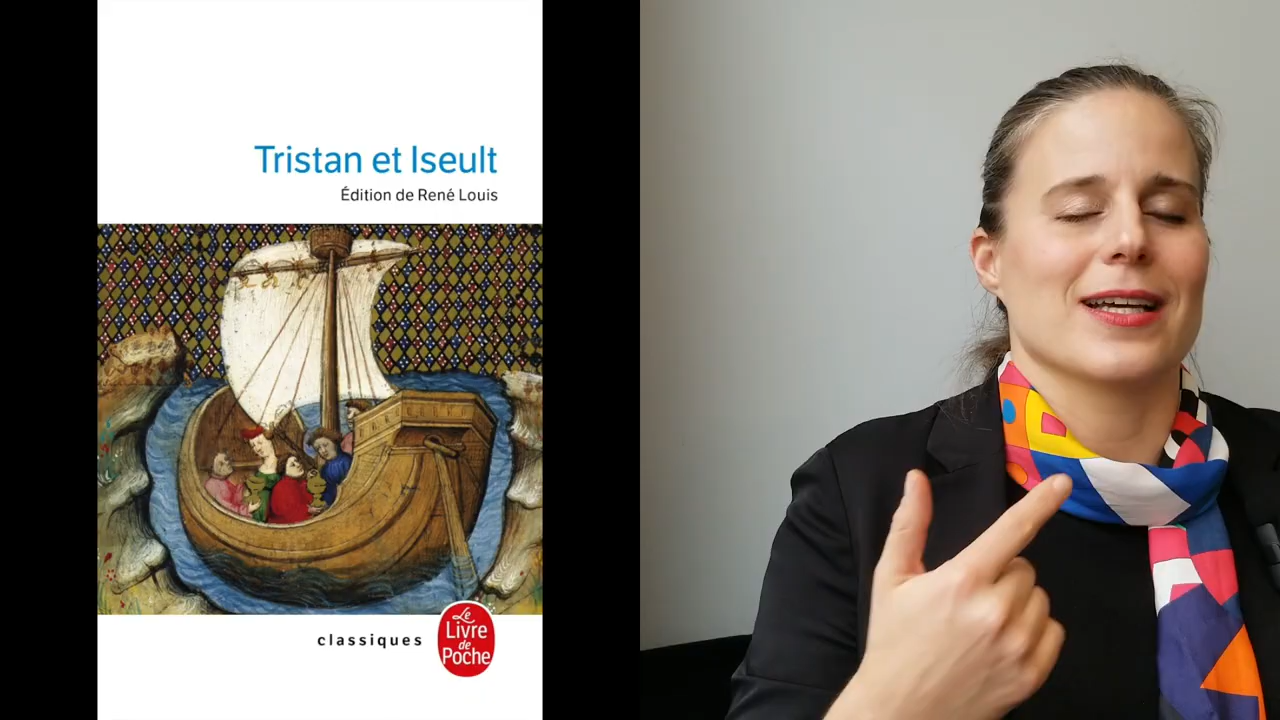 Tristan et Iseult
Édition de René Louis
classiques
Le
Livre
de
Poche